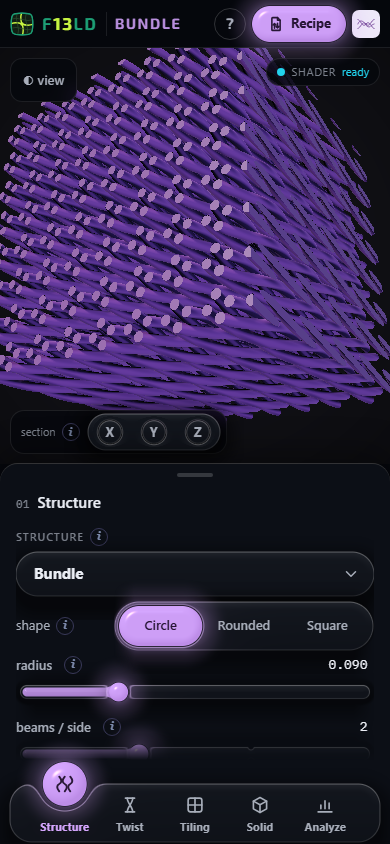 F13LD BUNDLE ? Recipe
view
SHADER ready
section i X Y Z
01 Structure
STRUCTURE i
Bundle
shape i Circle Rounded Square
radius i 0.090
beams / side i 2
Structure Twist Tiling Solid Analyze